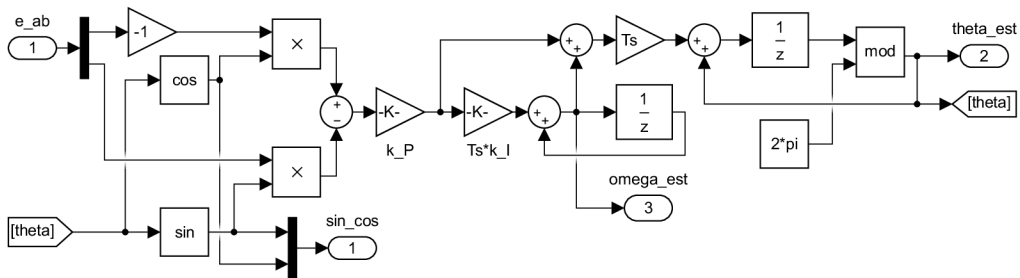 e_ab
1
-1
×
cos
+
−
-K-
k_P
-K-
Ts*k_I
+
+
+
+
Ts
+
+
1
z
1
z
mod
2*pi
theta_est
2
[theta]
omega_est
3
×
[theta]
sin
sin_cos
1